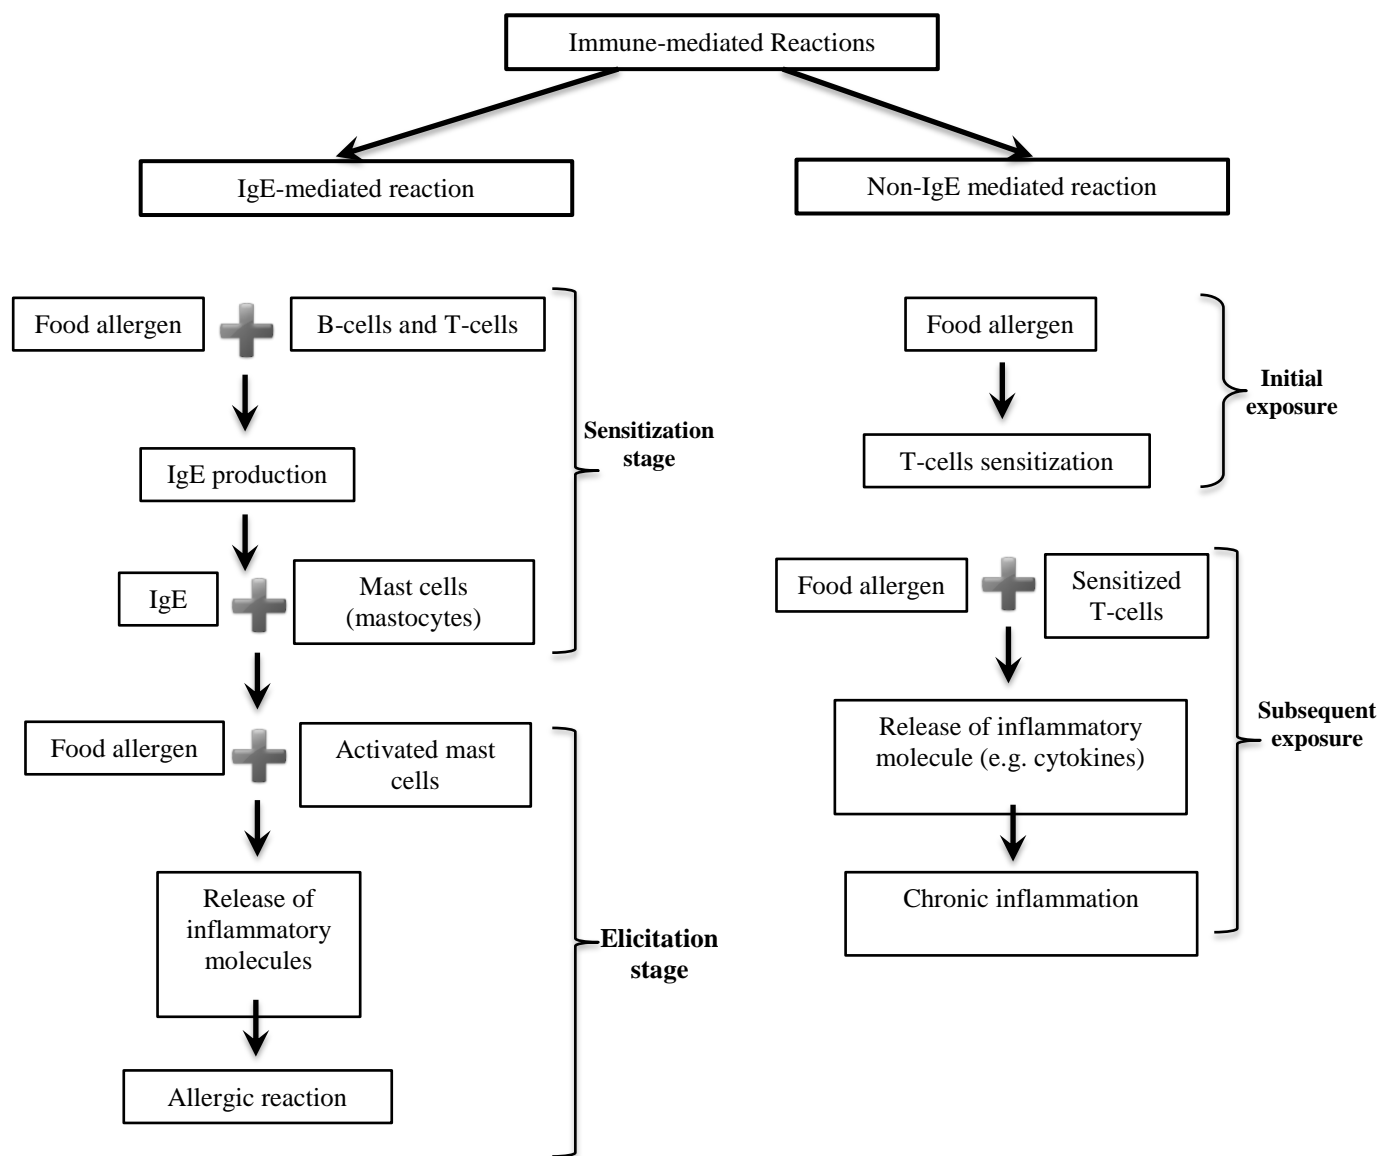 Immune-mediated Reactions
IgE-mediated reaction
Non-IgE mediated reaction
Food allergen
B-cells and T-cells
IgE production
IgE
Mast cells
(mastocytes)
Sensitization
stage
Food allergen
Activated mast
cells
Release of
inflammatory
molecules
Allergic reaction
Elicitation
stage
Food allergen
T-cells sensitization
Initial
exposure
Food allergen
Sensitized
T-cells
Release of inflammatory
molecule (e.g. cytokines)
Chronic inflammation
Subsequent
exposure